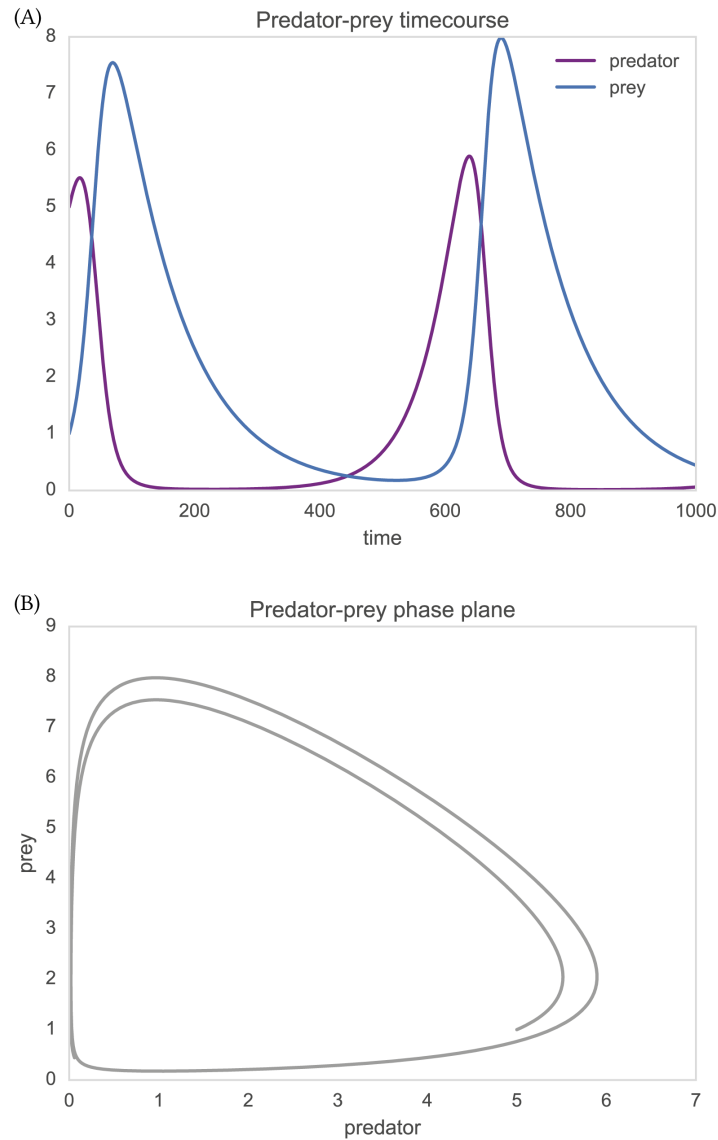 (A)
Predator-prey timecourse
8
7
6
5
4
3
2
1
0
predator
prey
0 200 400 600 800 1000
time
(B)
Predator-prey phase plane
9
8
7
6
5
4
3
2
1
0
prey
0 1 2 3 4 5 6 7
predator